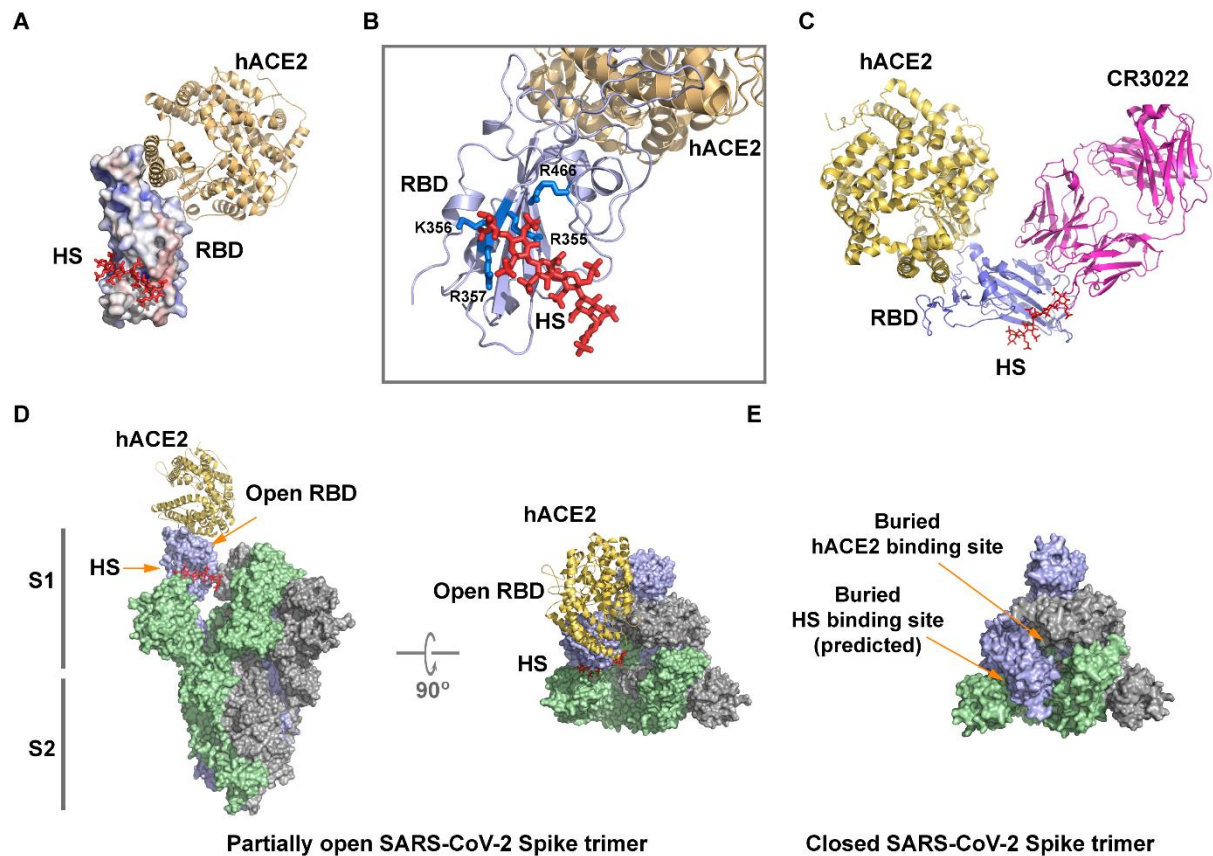 A
hACE2
HS
RBD
B
hACE2
R466
RBD
K356
R355
R357
HS
C
hACE2
CR3022
RBD
HS
D
hACE2
Open RBD
HS
S1
S2
90º
hACE2
Open RBD
HS
Partially open SARS-CoV-2 Spike trimer
E
Buried
hACE2 binding site
Buried
HS binding site
(predicted)
Closed SARS-CoV-2 Spike trimer